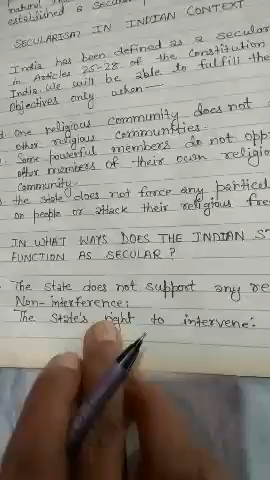 natural
established a secular
SECULARISM IN INDIAN CONTEXT
India has been defined as a secular
in Articles 25-28 of the Constitution
India. We will be able to fulfill the
Objectives only when—
One religious community does not
other religious communities.
Some powerful members do not opp
other members of their own religio
Community
the state does not force any particul
on people or attack their religious fre
IN WHAT WAYS DOES THE INDIAN ST
FUNCTION AS SECULAR ?
The State does not support any re
Non-interference:
The State's right to intervene: